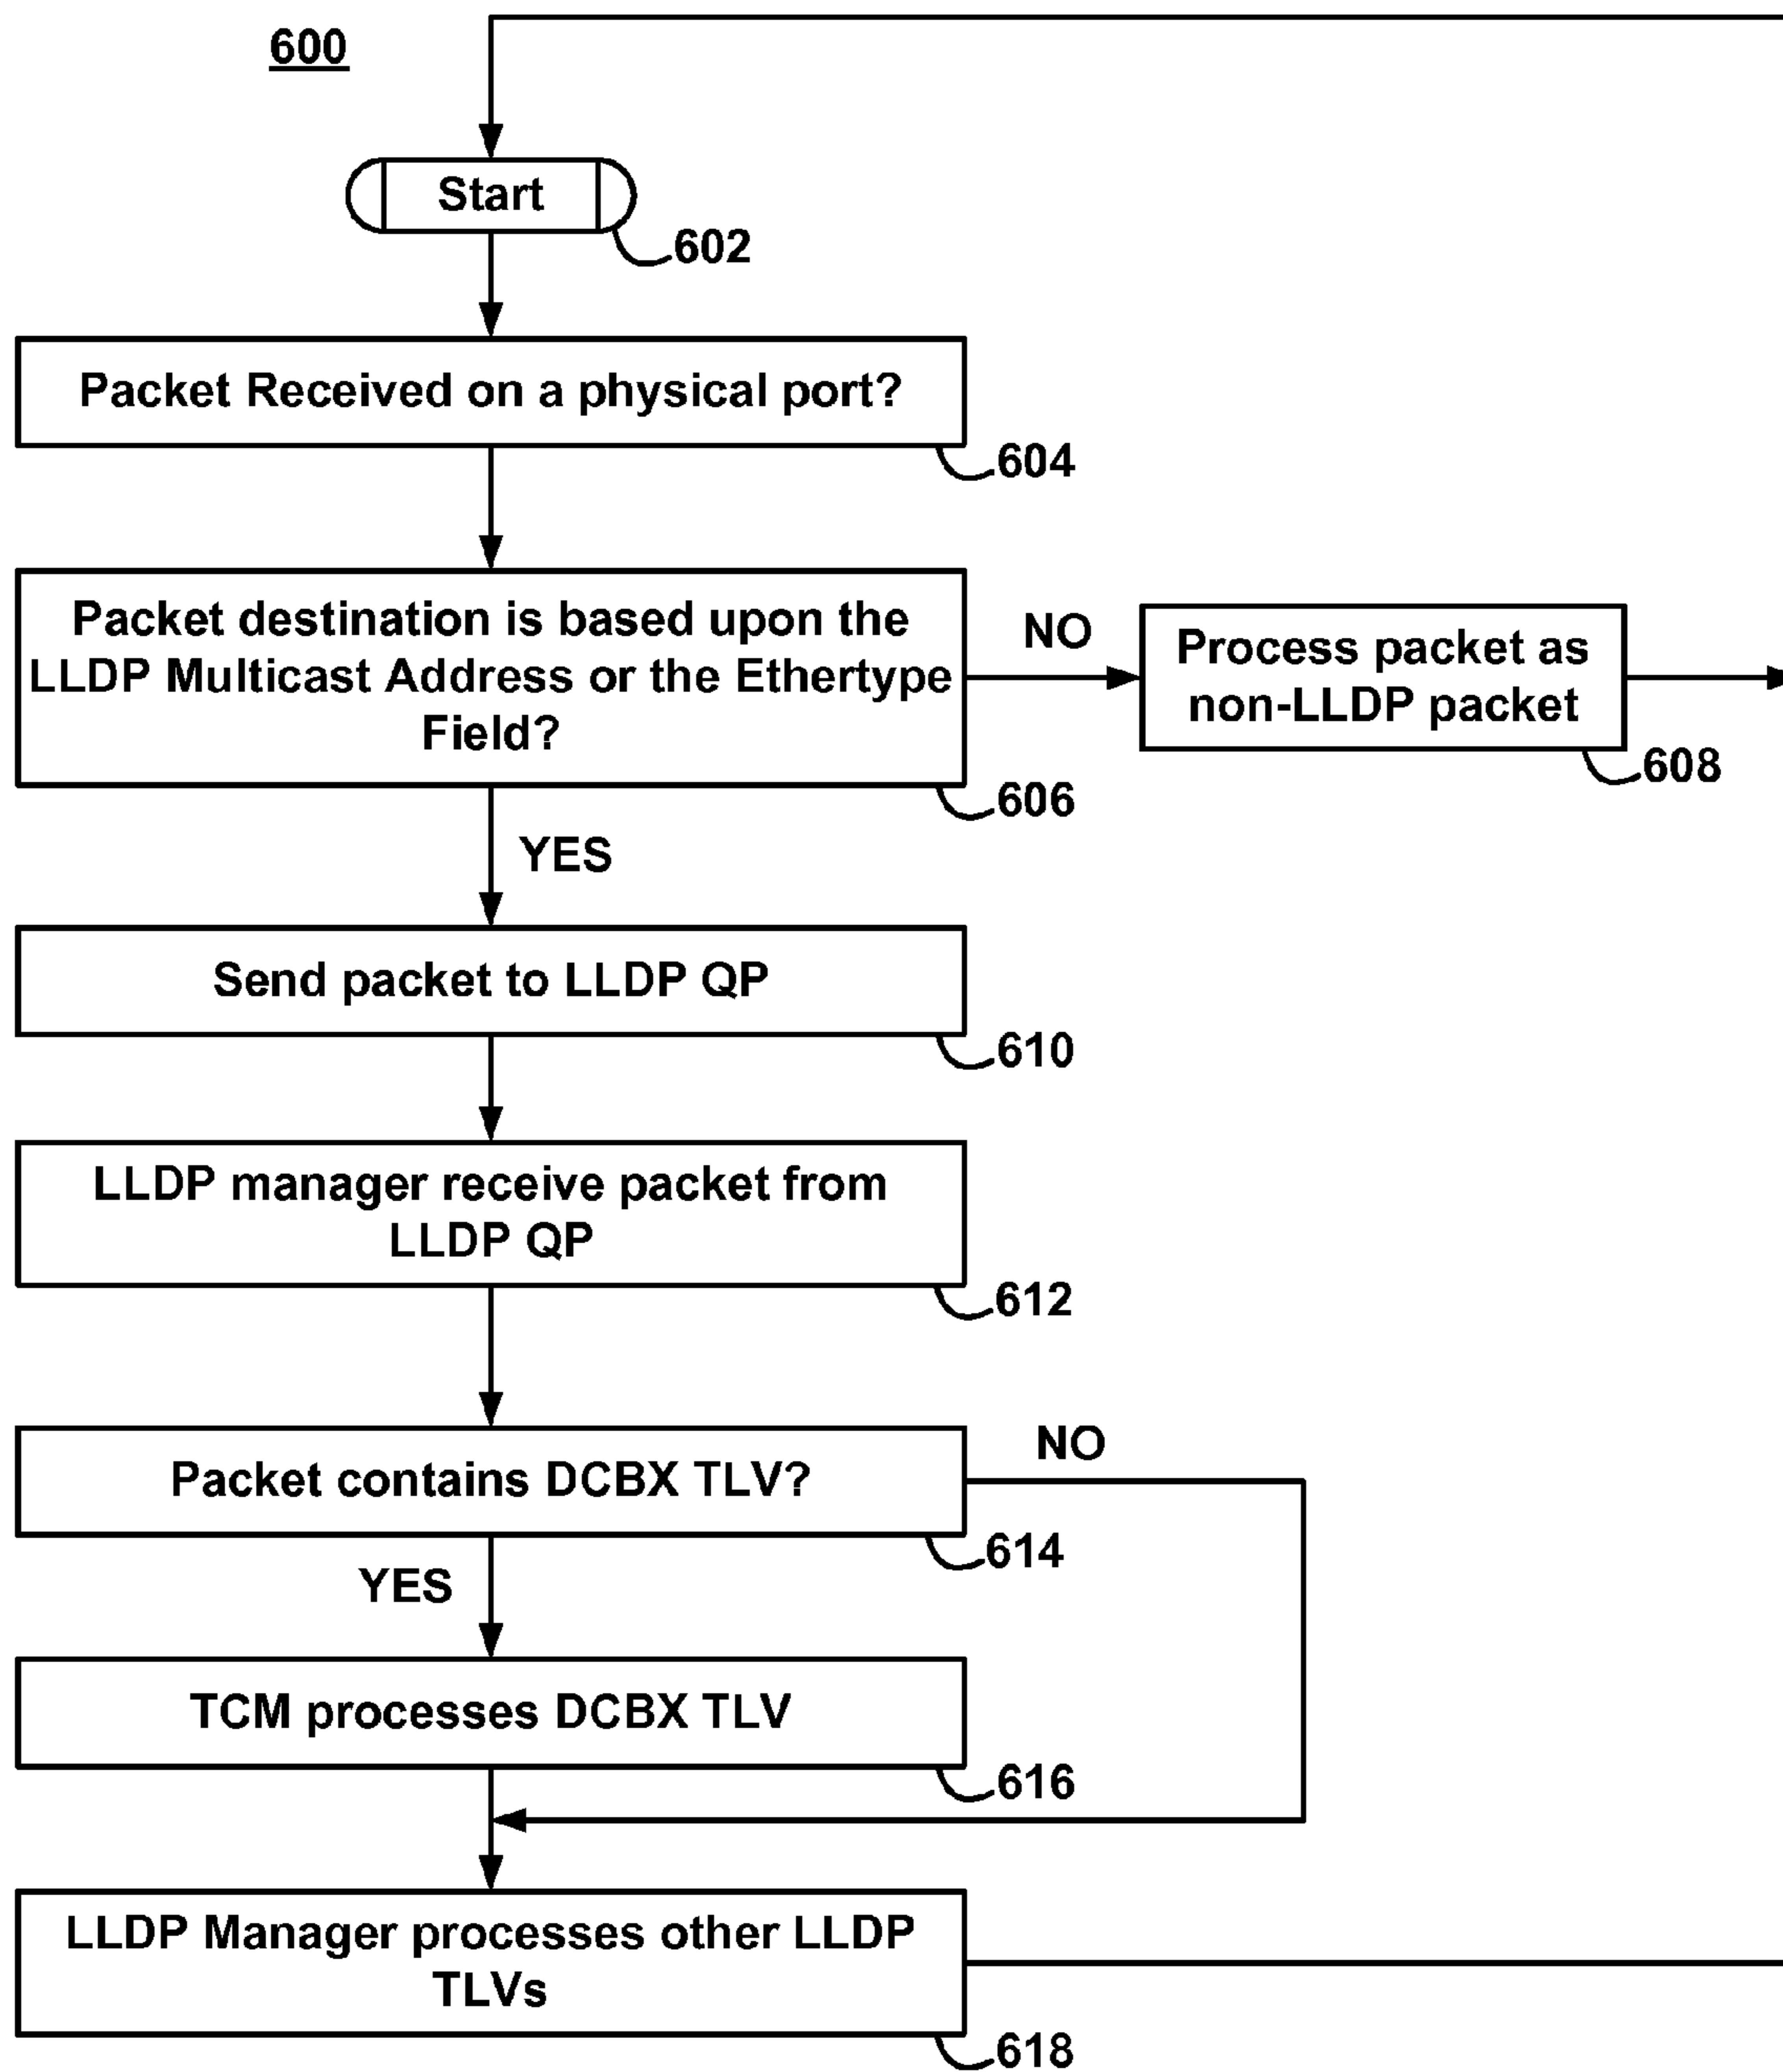 600
Start
602
Packet Received on a physical port?
604
Packet destination is based upon the
LLDP Multicast Address or the Ethertype
Field?
606
NO
Process packet as
non-LLDP packet
608
YES
Send packet to LLDP QP
610
LLDP manager receive packet from
LLDP QP
612
Packet contains DCBX TLV?
614
NO
YES
TCM processes DCBX TLV
616
LLDP Manager processes other LLDP
TLVs
618